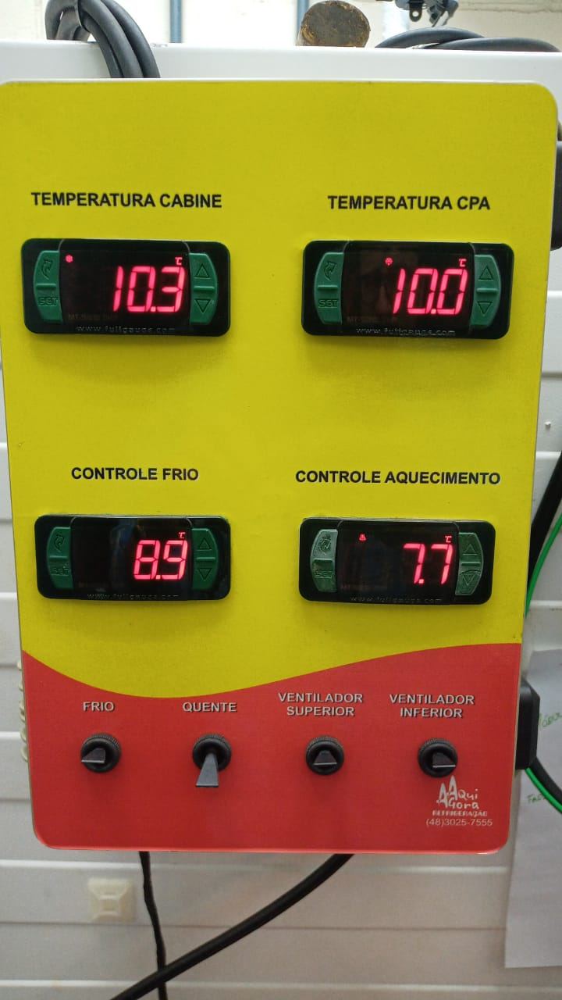 TEMPERATURA CABINE
TEMPERATURA CPA
°C
10.3
SET
www.fullgauge.com
°C
10.0
SET
www.fullgauge.com
CONTROLE FRIO
CONTROLE AQUECIMENTO
°C
8.9
SET
www.fullgauge.com
°C
7.7
SET
www.fullgauge.com
FRIO
QUENTE
VENTILADOR
SUPERIOR
VENTILADOR
INFERIOR
AQui
AGora
REFRIGERAÇÃO
(48)3025-7555